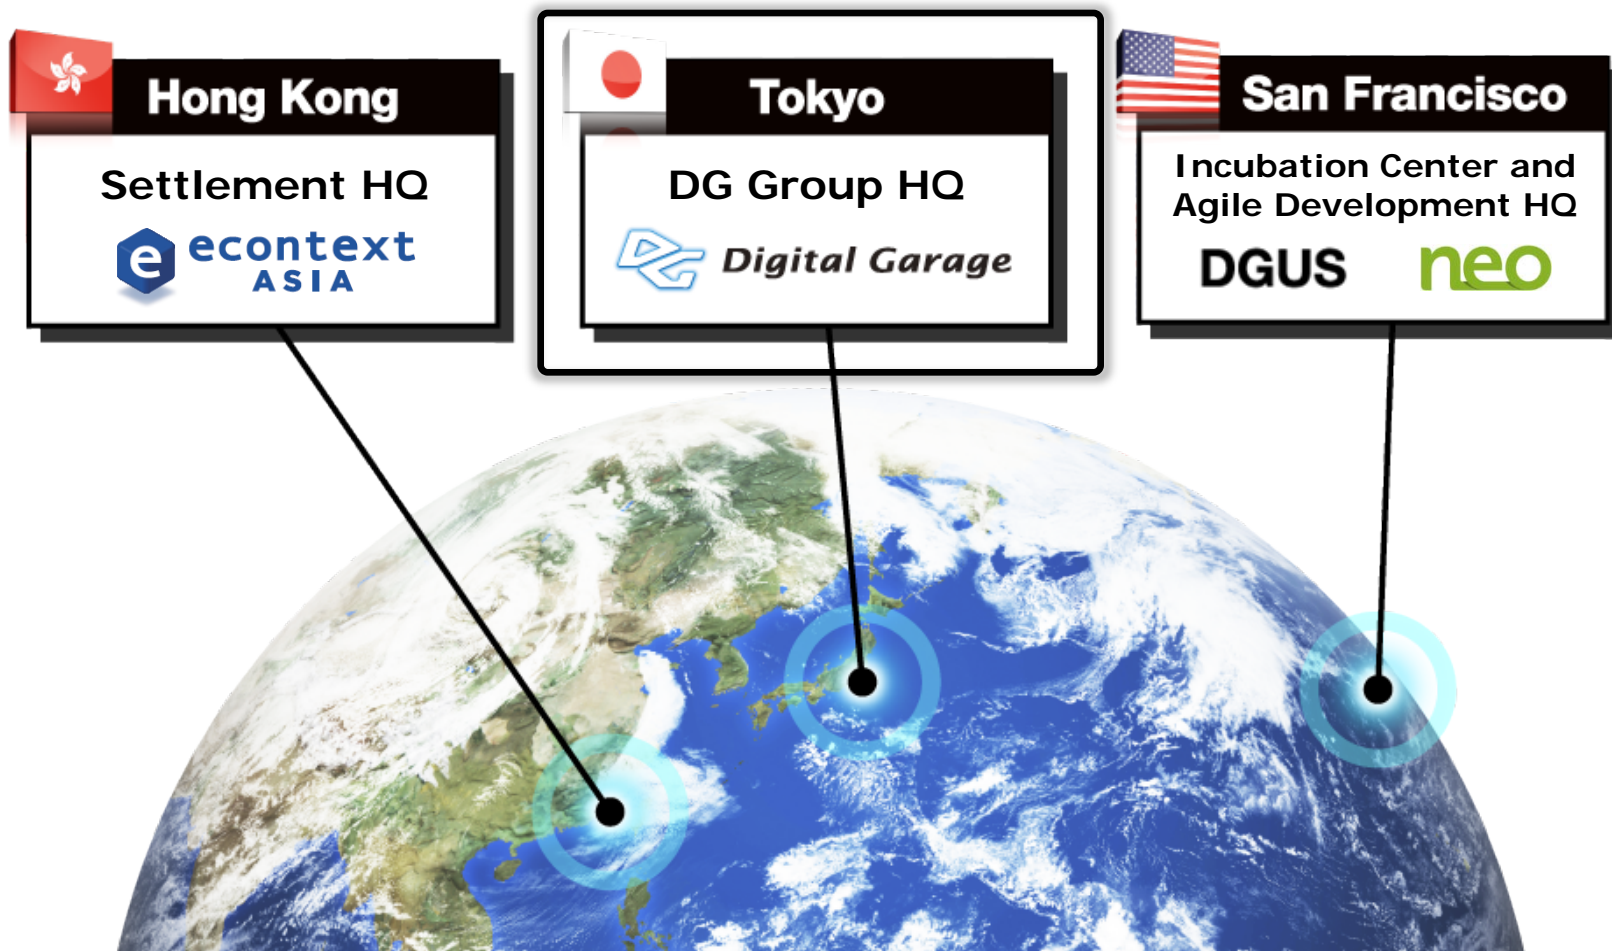 Hong Kong
Settlement HQ
e econtext
ASIA
Tokyo
DG Group HQ
DG Digital Garage
San Francisco
Incubation Center and
Agile Development HQ
DGUS neo